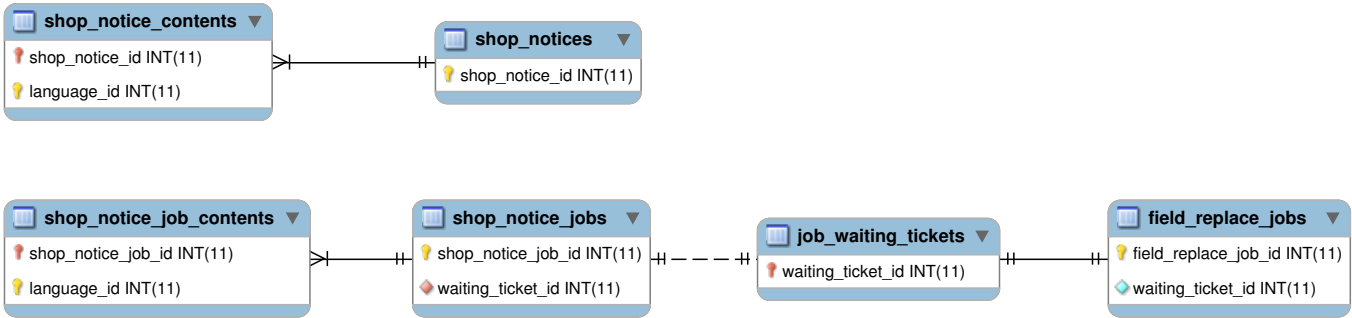 shop_notice_contents
shop_notice_id INT(11)
language_id INT(11)
shop_notices
shop_notice_id INT(11)
shop_notice_job_contents
shop_notice_job_id INT(11)
language_id INT(11)
shop_notice_jobs
shop_notice_job_id INT(11)
waiting_ticket_id INT(11)
job_waiting_tickets
waiting_ticket_id INT(11)
field_replace_jobs
field_replace_job_id INT(11)
waiting_ticket_id INT(11)